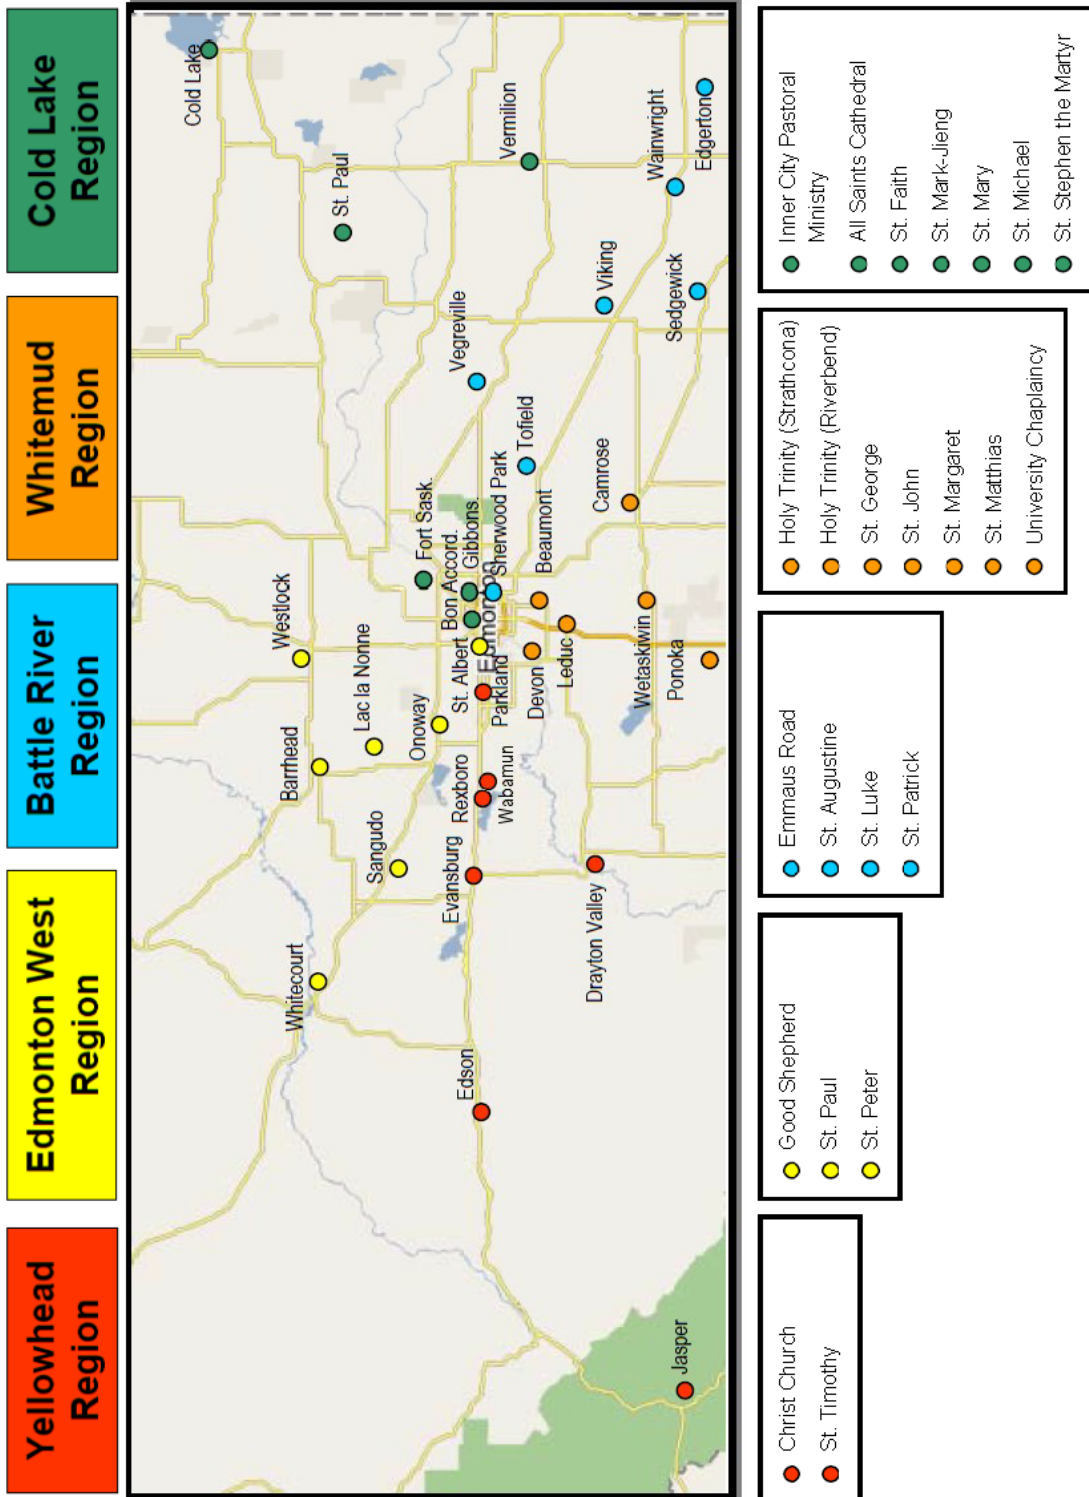 Yellowhead
Region
Edmonton West
Region
Battle River
Region
Whitemud
Region
Cold Lake
Region
Cold Lake
St. Paul
Vermilion
Wainwright
Edgerton
Viking
Sedgewick
Vegreville
Tofield
Fort Sask.
Gibbons.
Bon Accord.
Sherwood Park
Edmonton
Beaumont
Camrose
Westlock
Lac la Nonne
Barrhead
Onoway
St. Albert
Parkland
Devon
Leduc
Wetaskiwin
Ponoka
Sangudo
Rexboro
Wabamun
Evansburg
Drayton Valley
Whitecourt
Edson
Jasper
Christ Church
St. Timothy
Good Shepherd
St. Paul
St. Peter
Emmaus Road
St. Augustine
St. Luke
St. Patrick
Holy Trinity (Strathcona)
Holy Trinity (Riverbend)
St. George
St. John
St. Margaret
St. Matthias
University Chaplaincy
Inner City Pastoral
Ministry
All Saints Cathedral
St. Faith
St. Mark-Jieng
St. Mary
St. Michael
St. Stephen the Martyr